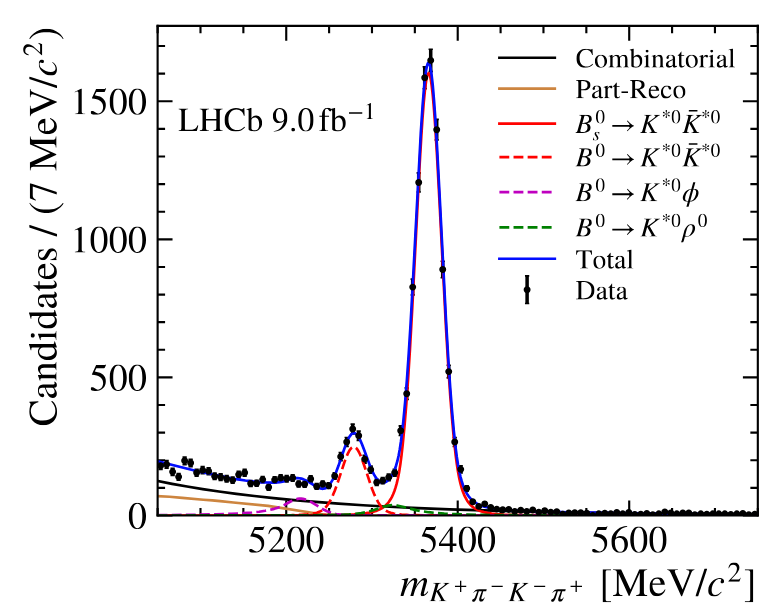 Candidates / (7 MeV/c²)
1500
1000
500
0
LHCb 9.0 fb⁻¹
Combinatorial
Part-Reco
B⁰ₛ → K*⁰K̄*⁰
B⁰ → K*⁰K̄*⁰
B⁰ → K*⁰ϕ
B⁰ → K*⁰ρ⁰
Total
Data
5200 5400 5600
m_{K⁺π⁻K⁻π⁺} [MeV/c²]